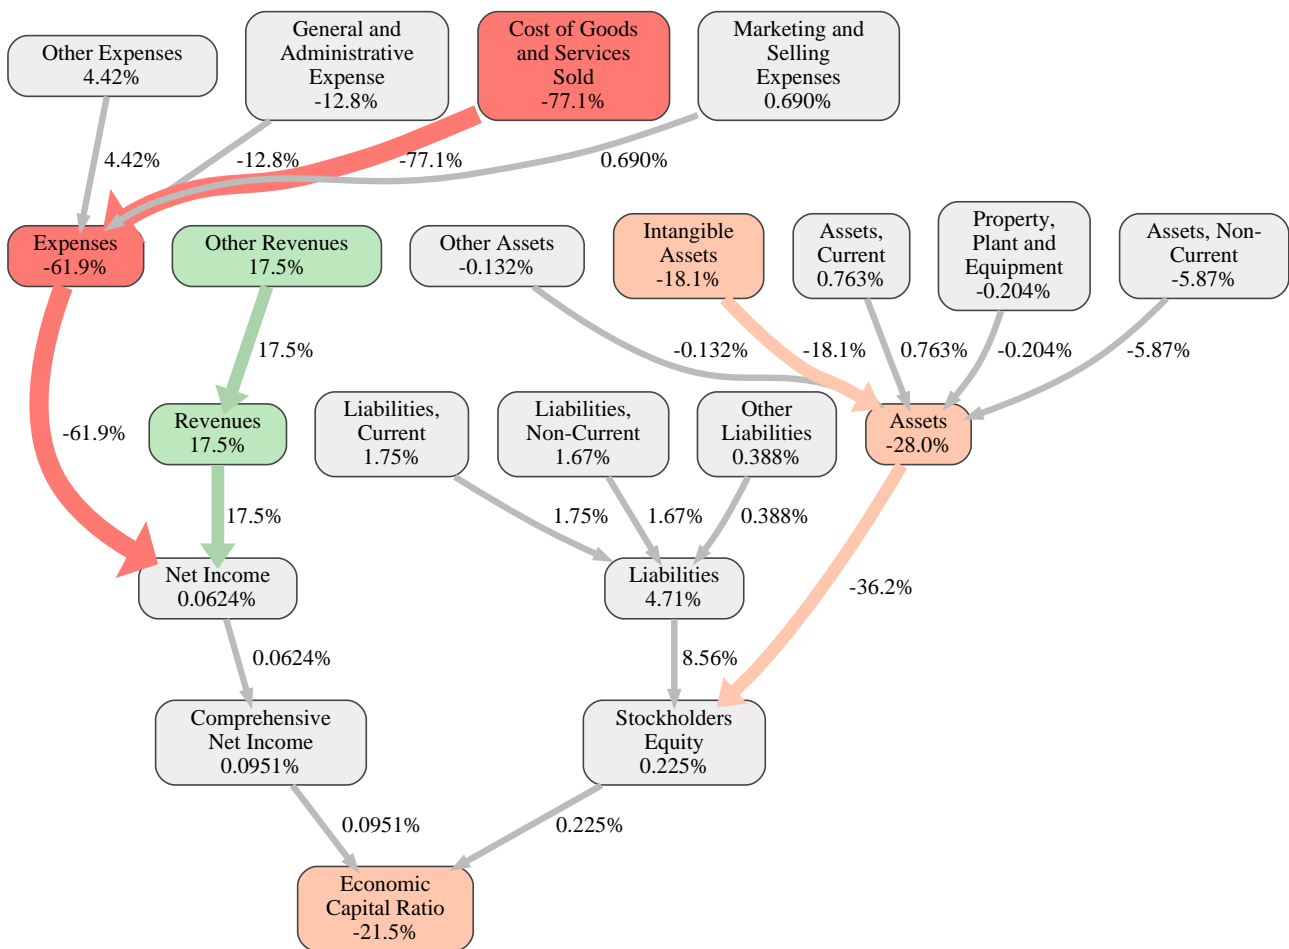 Other Expenses
4.42%
General and
Administrative
Expense
-12.8%
Cost of Goods
and Services
Sold
-77.1%
Marketing and
Selling
Expenses
0.690%
4.42%
-12.8%
-77.1%
0.690%
Expenses
-61.9%
Other Revenues
17.5%
Other Assets
-0.132%
Intangible
Assets
-18.1%
Assets,
Current
0.763%
Property,
Plant and
Equipment
-0.204%
Assets, Non-
Current
-5.87%
17.5%
-0.132%
-18.1%
0.763%
-0.204%
-5.87%
-61.9%
Revenues
17.5%
Liabilities,
Current
1.75%
Liabilities,
Non-Current
1.67%
Other
Liabilities
0.388%
Assets
-28.0%
17.5%
1.75%
1.67%
0.388%
-36.2%
Net Income
0.0624%
Liabilities
4.71%
0.0624%
8.56%
Comprehensive
Net Income
0.0951%
Stockholders
Equity
0.225%
0.0951%
0.225%
Economic
Capital Ratio
-21.5%